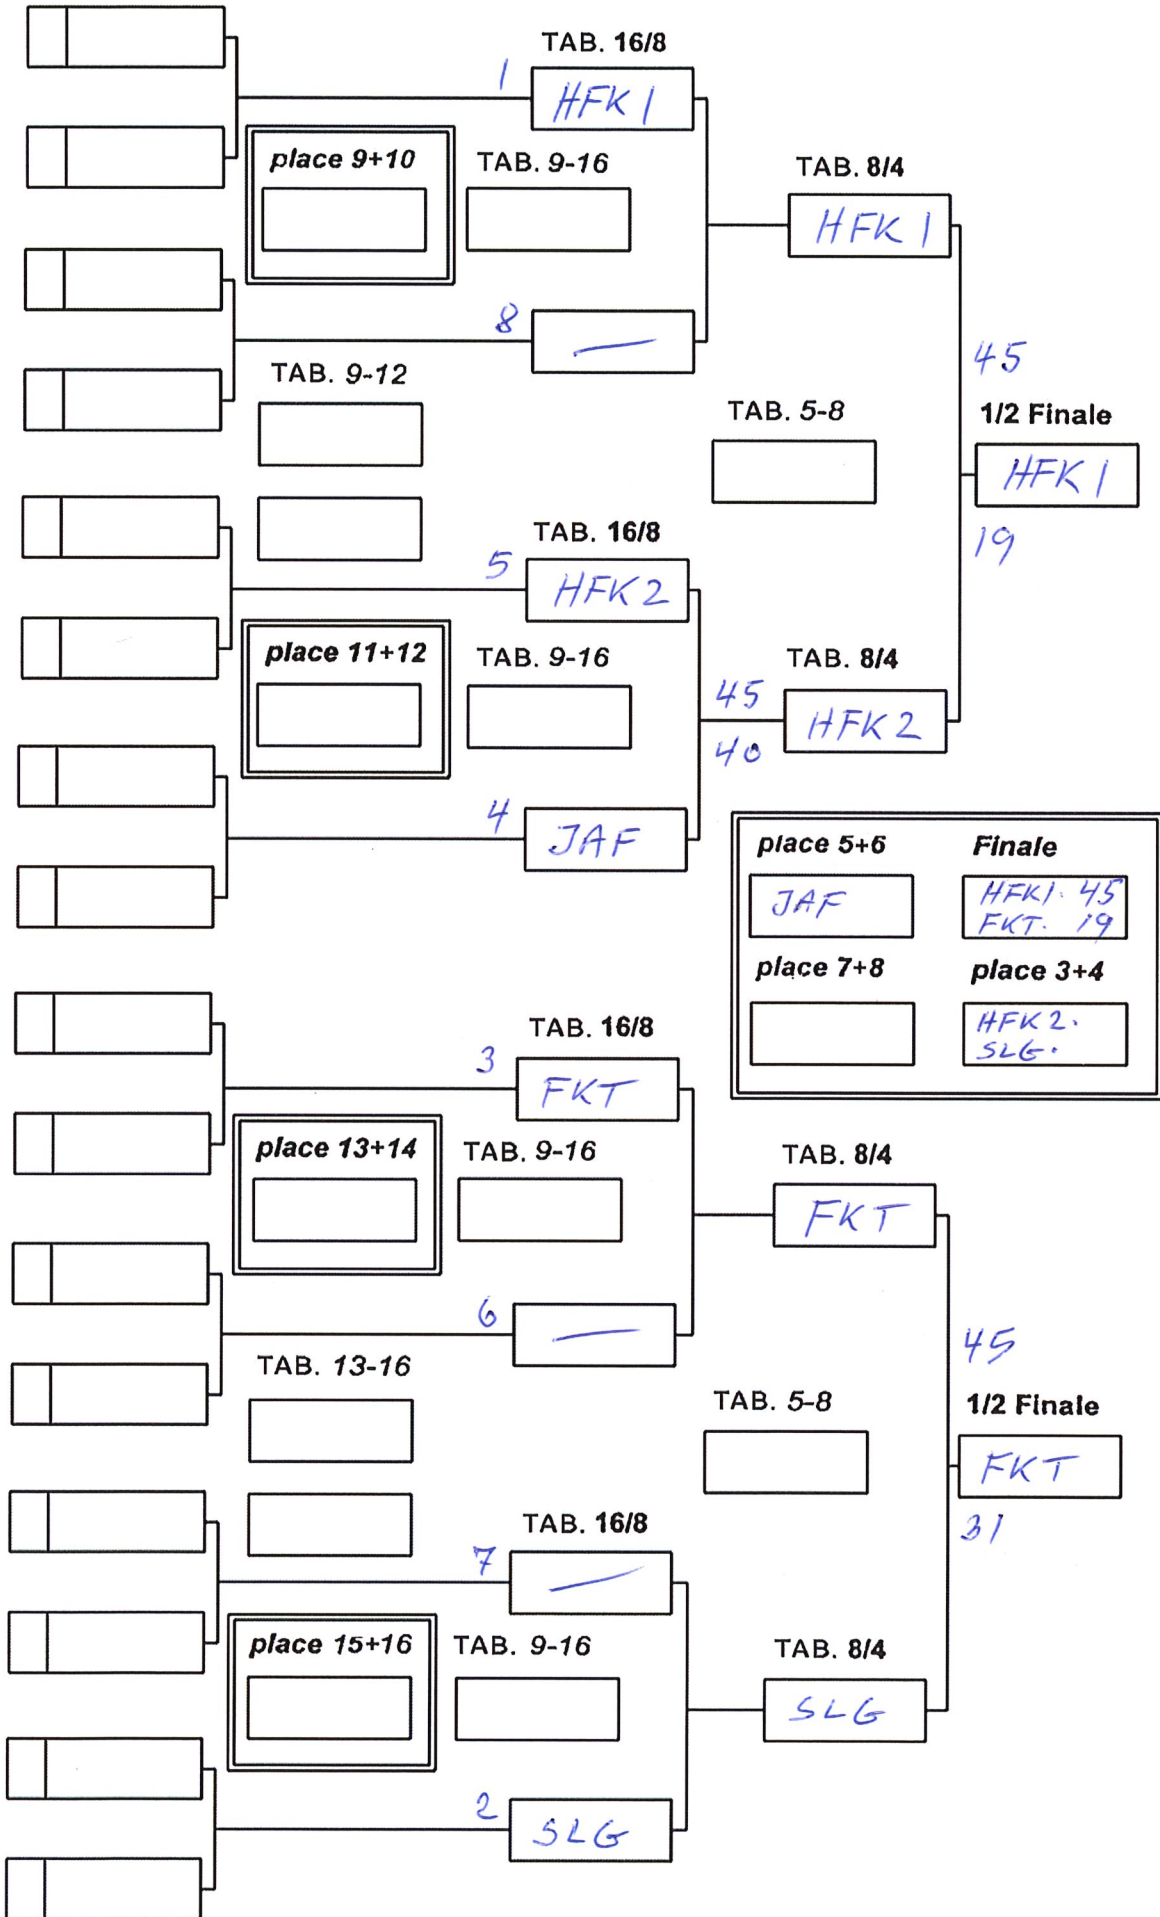 TAB. 16/8
1
HFK 1
place 9+10
TAB. 9-16
TAB. 8/4
HFK 1
8
—
TAB. 9-12
45
TAB. 5-8
1/2 Finale
HFK 1
19
TAB. 16/8
5
HFK 2
place 11+12
TAB. 9-16
TAB. 8/4
45
HFK 2
40
4
JAF
place 5+6
Finale
JAF
HFK1. 45
FKT. 19
place 7+8
place 3+4
HFK 2.
SLG.
TAB. 16/8
3
FKT
place 13+14
TAB. 9-16
TAB. 8/4
FKT
6
—
TAB. 13-16
45
TAB. 5-8
1/2 Finale
FKT
31
TAB. 16/8
7
—
place 15+16
TAB. 9-16
TAB. 8/4
SLG
2
SLG